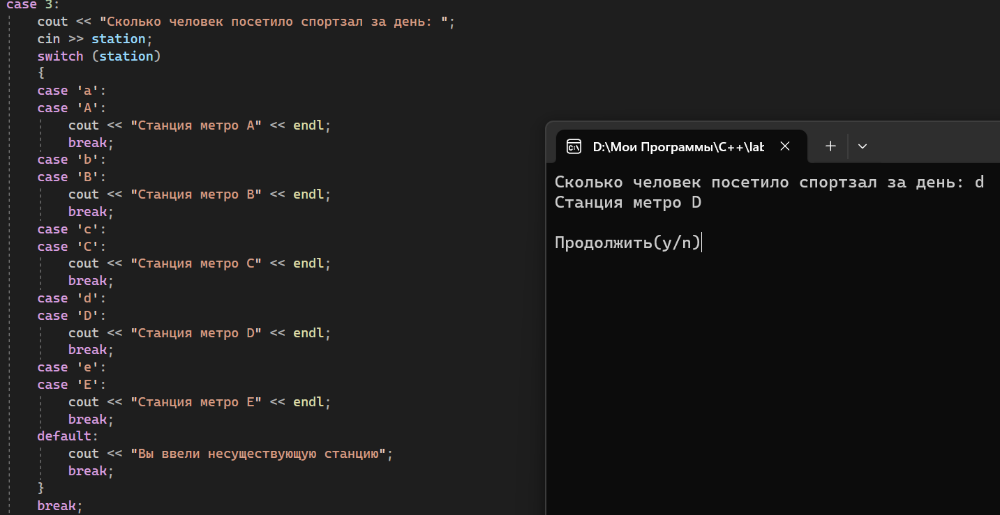 case 3:
cout << "Сколько человек посетило спортзал за день: ";
cin >> station;
switch (station)
{
case 'a':
case 'A':
cout << "Станция метро A" << endl;
break;
case 'b':
case 'B':
cout << "Станция метро B" << endl;
break;
case 'c':
case 'C':
cout << "Станция метро C" << endl;
break;
case 'd':
case 'D':
cout << "Станция метро D" << endl;
break;
case 'e':
case 'E':
cout << "Станция метро E" << endl;
break;
default:
cout << "Вы ввели несуществующую станцию";
break;
}
break;
D:\Мои Программы\C++\lab
Сколько человек посетило спортзал за день: d
Станция метро D
Продолжить(y/n)